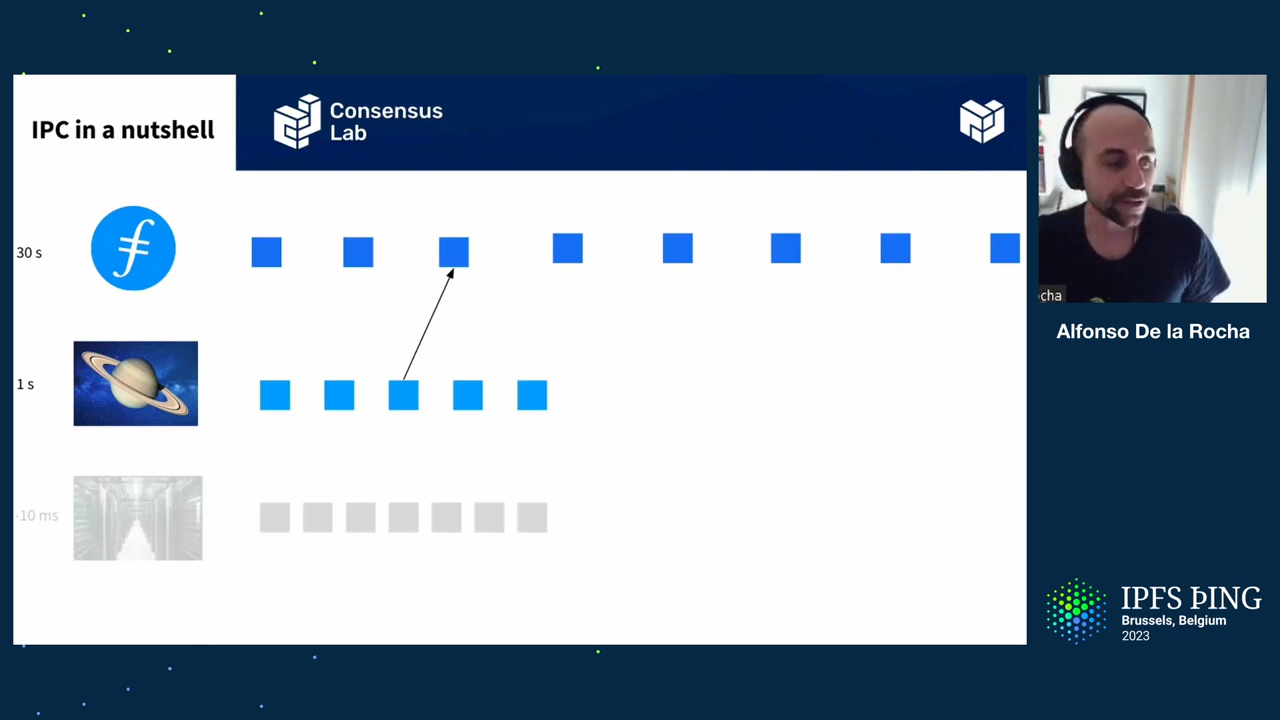 IPC in a nutshell
Consensus
Lab
30 s
1 s
-10 ms
cha
Alfonso De la Rocha
IPFS ÞING
Brussels, Belgium
2023